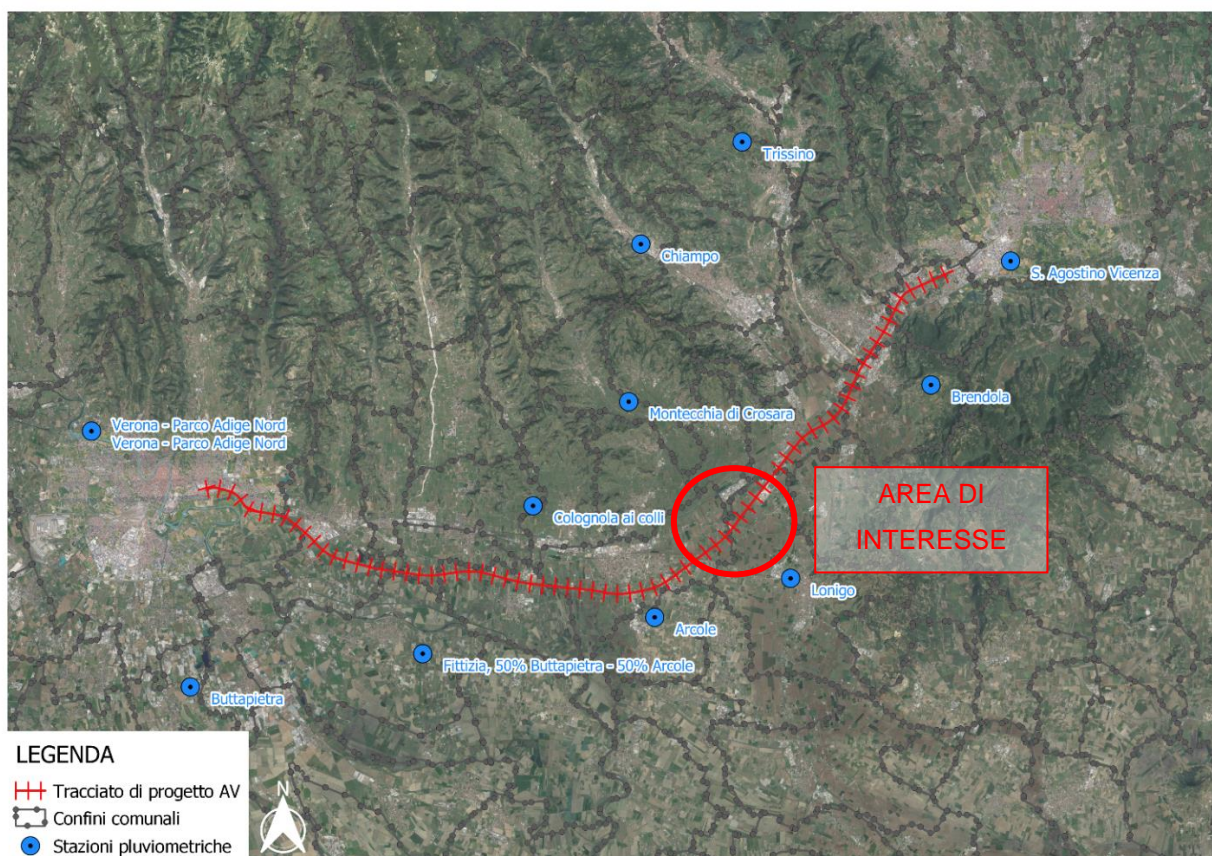 Trissino
Chiampo
S. Agostino Vicenza
Brendola
Montecchia di Crosara
Verona - Parco Adige Nord
Verona - Parco Adige Nord
AREA DI
INTERESSE
Colognola ai colli
Lonigo
Arcole
Fittizia, 50% Buttapietra - 50% Arcole
Buttapietra
LEGENDA
Tracciato di progetto AV
Confini comunali
Stazioni pluviometriche
N